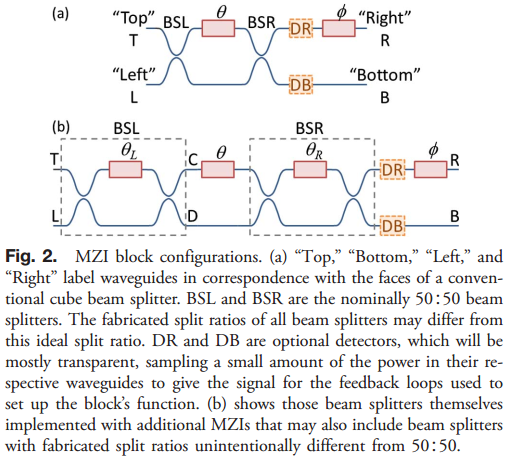 (a)
"Top" BSL θ BSR DR ϕ "Right"
T R
"Left" DB "Bottom"
L B
(b) BSL BSR
θL θR
T C θ DR ϕ R
L D DB B
Fig. 2. MZI block configurations. (a) “Top,” “Bottom,” “Left,” and
“Right” label waveguides in correspondence with the faces of a conven-
tional cube beam splitter. BSL and BSR are the nominally 50:50 beam
splitters. The fabricated split ratios of all beam splitters may differ from
this ideal split ratio. DR and DB are optional detectors, which will be
mostly transparent, sampling a small amount of the power in their re-
spective waveguides to give the signal for the feedback loops used to
set up the block’s function. (b) shows those beam splitters themselves
implemented with additional MZIs that may also include beam splitters
with fabricated split ratios unintentionally different from 50:50.